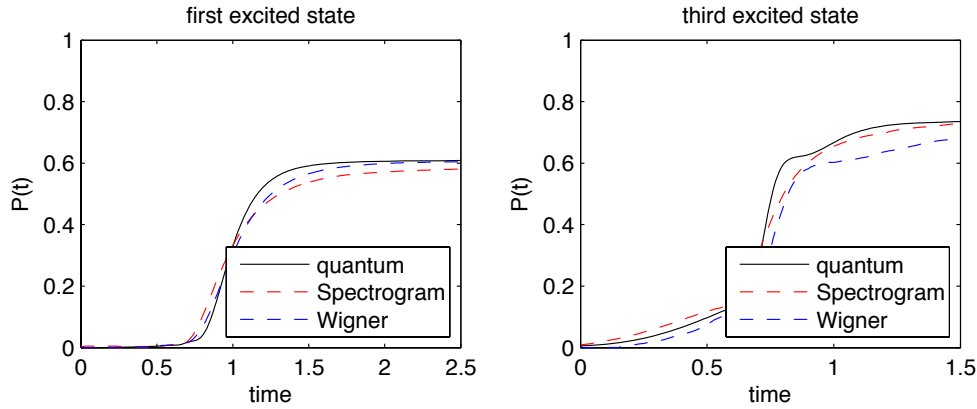 first excited state
1
0.8
0.6
0.4
0.2
0
P(t)
0
0.5
1
1.5
2
2.5
time
quantum
Spectrogram
Wigner
third excited state
1
0.8
0.6
0.4
0.2
0
P(t)
0
0.5
1
1.5
time
quantum
Spectrogram
Wigner